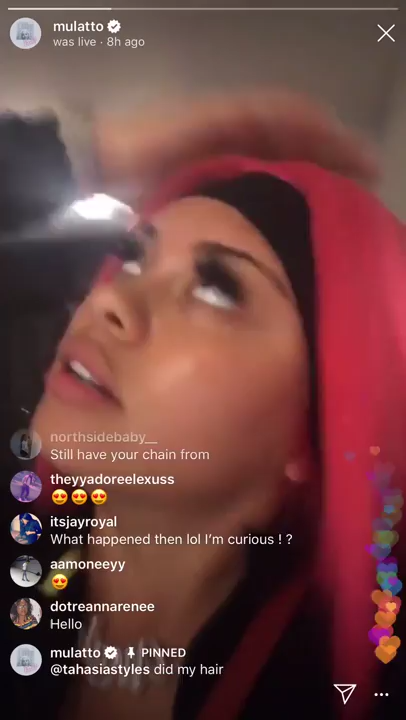 mulatto
was live · 8h ago
northsidebaby__
Still have your chain from
theyyadoreelexuss
😍😍😍
itsjayroyal
What happened then lol I'm curious ! ?
aamoneeyy
😍
dotreannarenee
Hello
mulatto PINNED
@tahasiastyles did my hair